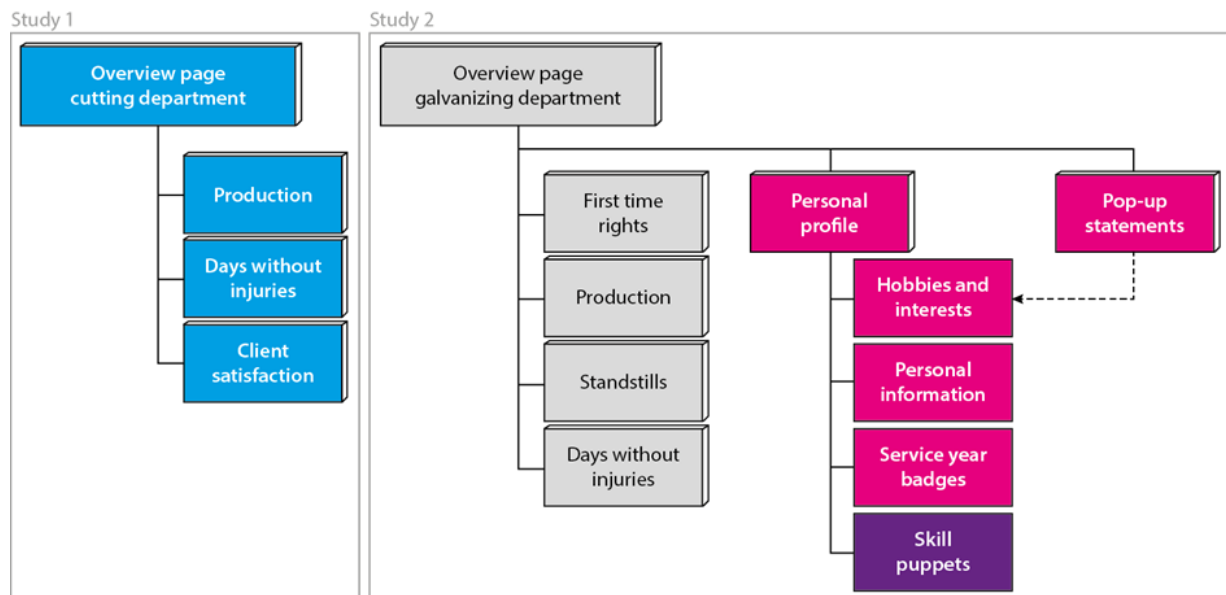 Study 1
Overview page
cutting department
Production
Days without
injuries
Client
satisfaction
Study 2
Overview page
galvanizing department
First time
rights
Production
Standstills
Days without
injuries
Personal
profile
Hobbies and
interests
Personal
information
Service year
badges
Skill
puppets
Pop-up
statements